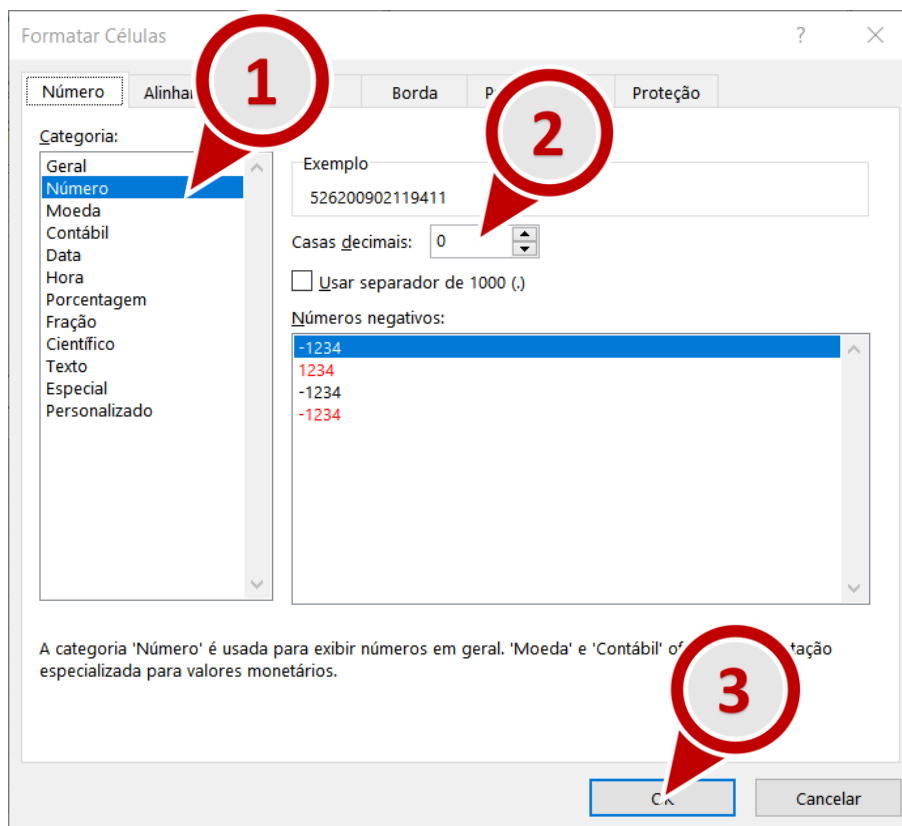 Formatar Células
?
1
2
Número
Borda
Proteção
Categoria:
Geral
Número
Moeda
Contábil
Data
Hora
Porcentagem
Fração
Científico
Texto
Especial
Personalizado
Exemplo
526200902119411
Casas decimais: 0
Usar separador de 1000 (.)
Números negativos:
-1234
1234
-1234
-1234
A categoria 'Número' é usada para exibir números em geral. 'Moeda' e 'Contábil'
especializada para valores monetários.
3
Cancelar